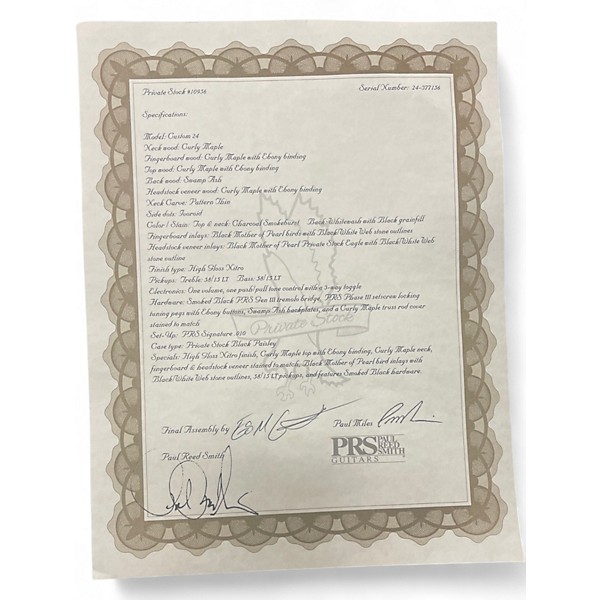 Private Stock #10956 Serial Number: 24-377136
Specifications:
Model: Custom 24
Neck wood: Curly Maple
Fingerboard wood: Curly Maple with Ebony binding
Top wood: Curly Maple with Ebony binding
Back wood: Swamp Ash
Headstock veneer wood: Curly Maple with Ebony binding
Neck Carve: Pattern Thin
Side dots: Ivoroid
Color / Stain: Top & neck: Charcoal Smokeburst Back: Whitewash with Black grainfill
Fingerboard inlays: Black Mother of Pearl birds with Black/White Web stone outlines
Headstock veneer inlays: Black Mother of Pearl Private Stock Eagle with Black/White Web
stone outline
Finish type: High Gloss Nitro
Pickups: Treble: 58/15 LT Bass: 58/15 LT
Electronics: One volume, one push/pull tone control with a 3-way toggle
Hardware: Smoked Black PRS Gen III tremolo bridge, PRS Phase III setscrew locking
tuning pegs with Ebony buttons, Swamp Ash backplates, and a Curly Maple truss rod cover
stained to match
Set-Up: PRS Signature .010
Case type: Private Stock Black Paisley
Specials: High Gloss Nitro finish, Curly Maple top with Ebony binding, Curly Maple neck,
fingerboard & headstock veneer stained to match, Black Mother of Pearl bird inlays with
Black/White Web stone outlines, 58/15 LT pickups, and features Smoked Black hardware.
Private Stock
Final Assembly by Paul Miles
Paul Reed Smith
PRS PAUL REED SMITH
GUITARS